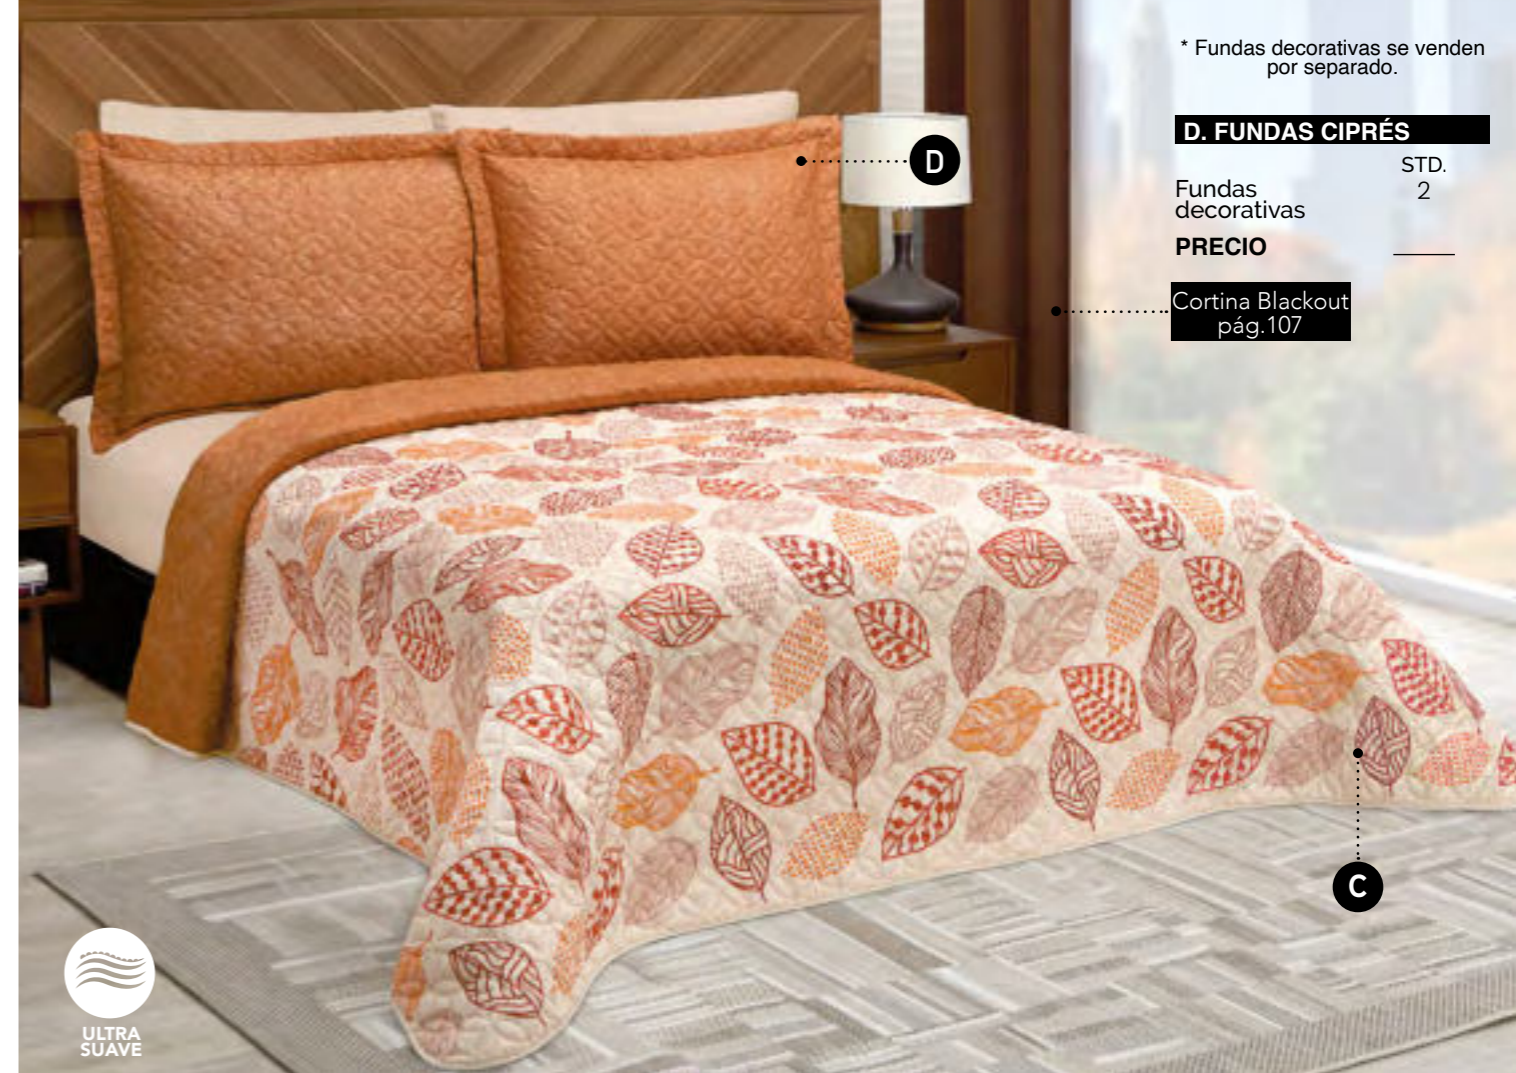 * Fundas decorativas se venden
por separado.
D. FUNDAS CIPRÉS
STD.
Fundas 2
decorativas
PRECIO
D
Cortina Blackout
pág.107
C
ULTRA
SUAVE